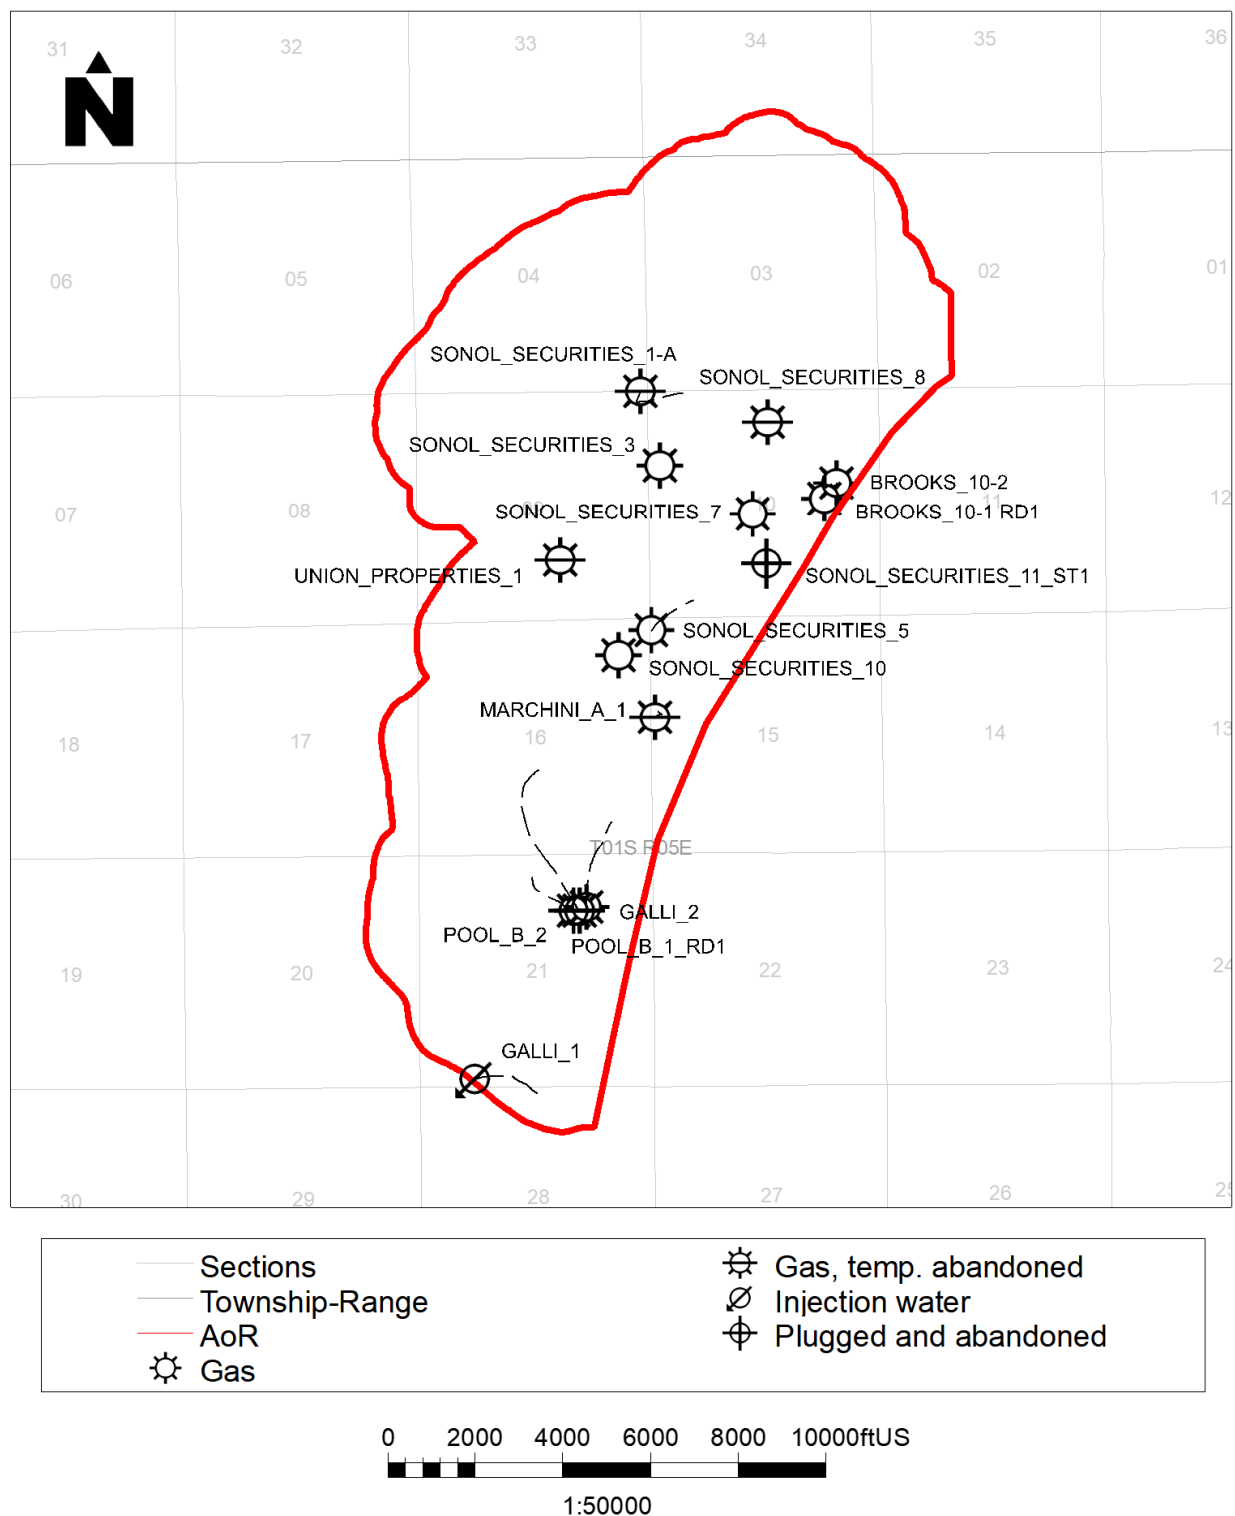 31 32 33 34 35 36
N
06 05 04 03 02 01
SONOL_SECURITIES_1-A
SONOL_SECURITIES_8
SONOL_SECURITIES_3
BROOKS_10-2
07 08 09 10 11 12
SONOL_SECURITIES_7
BROOKS_10-1 RD1
UNION_PROPERTIES_1
SONOL_SECURITIES_11_ST1
SONOL_SECURITIES_5
SONOL_SECURITIES_10
MARCHINI_A_1
18 17 16 15 14 13
T01S R05E
GALLI_2
POOL_B_2
POOL_B_1_RD1
19 20 21 22 23 24
GALLI_1
30 29 28 27 26 25
Sections
Township-Range
AoR
Gas
Gas, temp. abandoned
Injection water
Plugged and abandoned
0 2000 4000 6000 8000 10000ftUS
1:50000